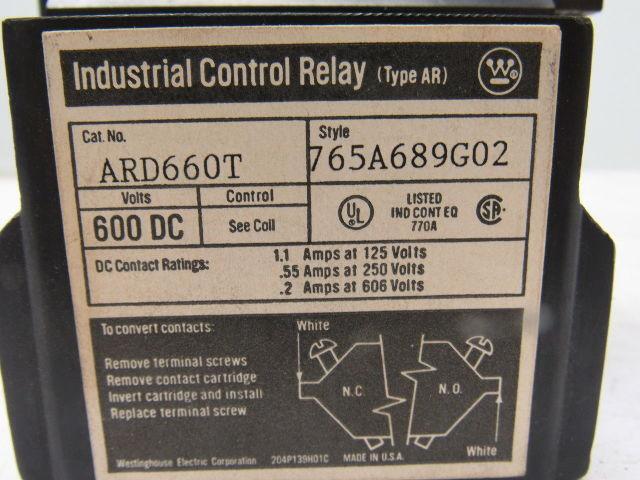 Industrial Control Relay (Type AR)
W
Cat. No.
ARD660T
Style
765A689G02
Volts
600 DC
Control
See Coil
UL
LISTED
IND CONT EQ
770A
SA
DC Contact Ratings:
1.1 Amps at 125 Volts
.55 Amps at 250 Volts
.2 Amps at 606 Volts
To convert contacts:
Remove terminal screws
Remove contact cartridge
Invert cartridge and install
Replace terminal screw
White
N.C.
N.O.
White
Westinghouse Electric Corporation 204P139H01C MADE IN U.S.A.